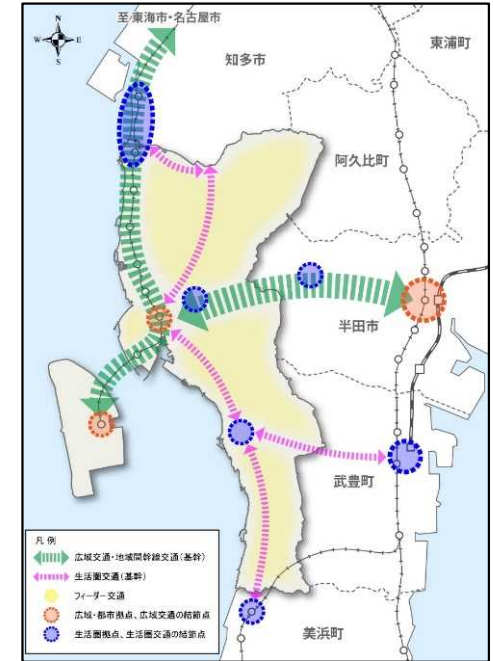 至 東海市・名古屋市
N
W
E
S
東浦町
知多市
阿久比町
半田市
武豊町
美浜町
凡 例
広域交通・地域間幹線交通(基幹)
生活圏交通(基幹)
フィーダー交通
広域・都市拠点、広域交通の結節点
生活圏拠点、生活圏交通の結節点